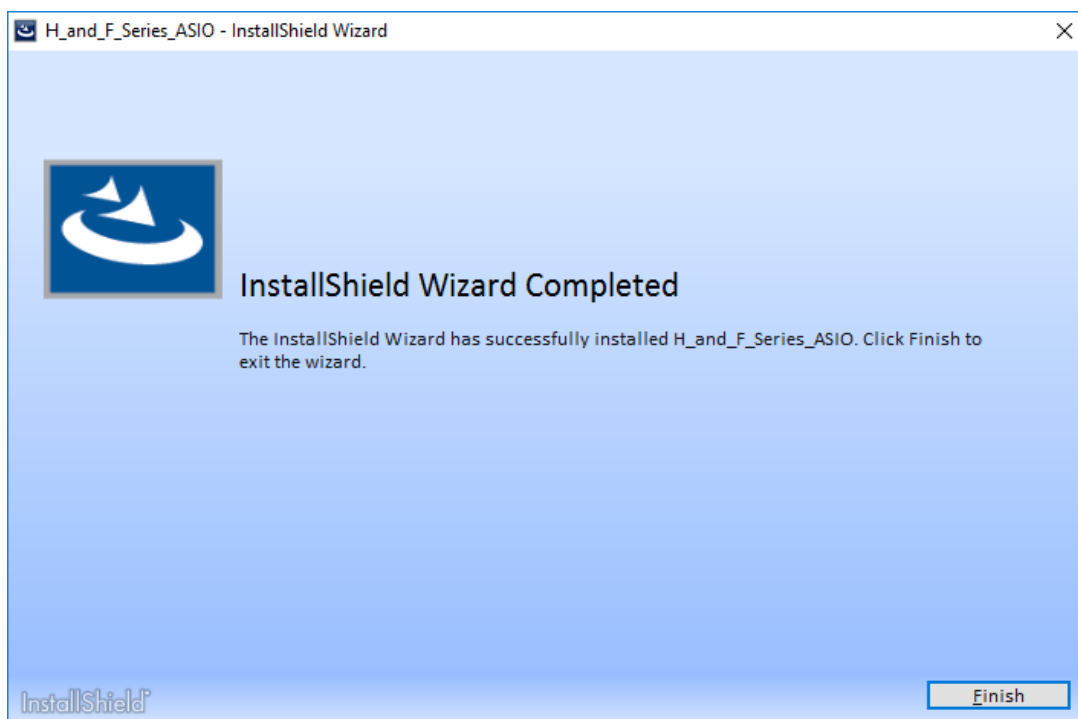 H_and_F_Series_ASIO - InstallShield Wizard
InstallShield Wizard Completed
The InstallShield Wizard has successfully installed H_and_F_Series_ASIO. Click Finish to
exit the wizard.
InstallShield
Finish